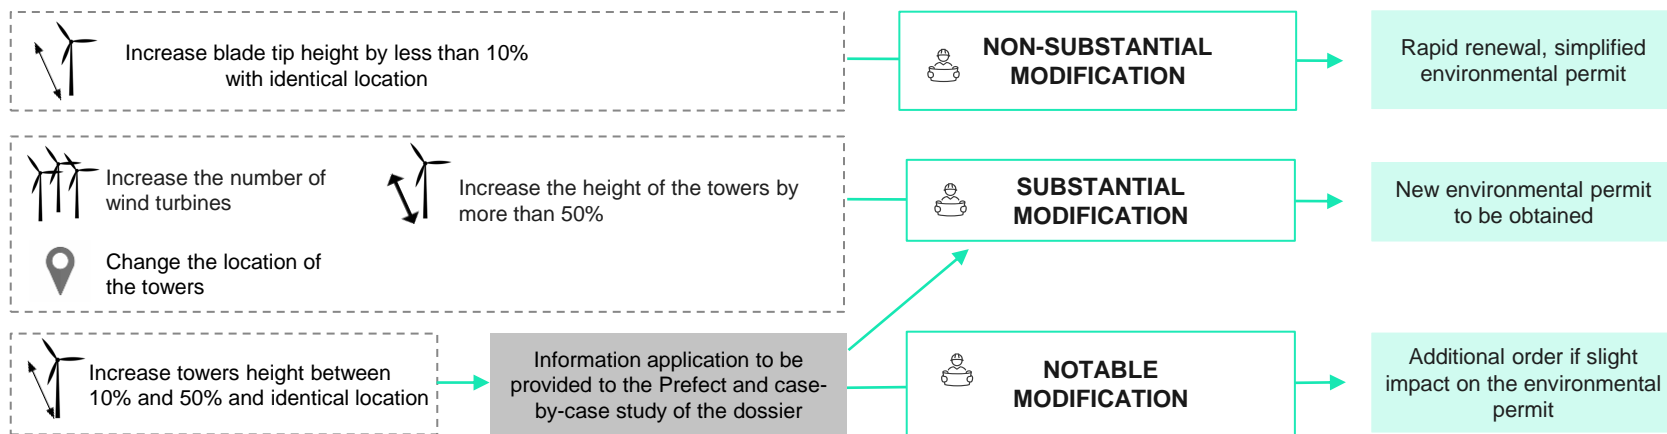 Increase blade tip height by less than 10%
with identical location
NON-SUBSTANTIAL
MODIFICATION
Rapid renewal, simplified
environmental permit
Increase the number of
wind turbines
Increase the height of the towers by
more than 50%
Change the location of
the towers
SUBSTANTIAL
MODIFICATION
New environmental permit
to be obtained
Increase towers height between
10% and 50% and identical location
Information application to be
provided to the Prefect and case-
by-case study of the dossier
NOTABLE
MODIFICATION
Additional order if slight
impact on the environmental
permit